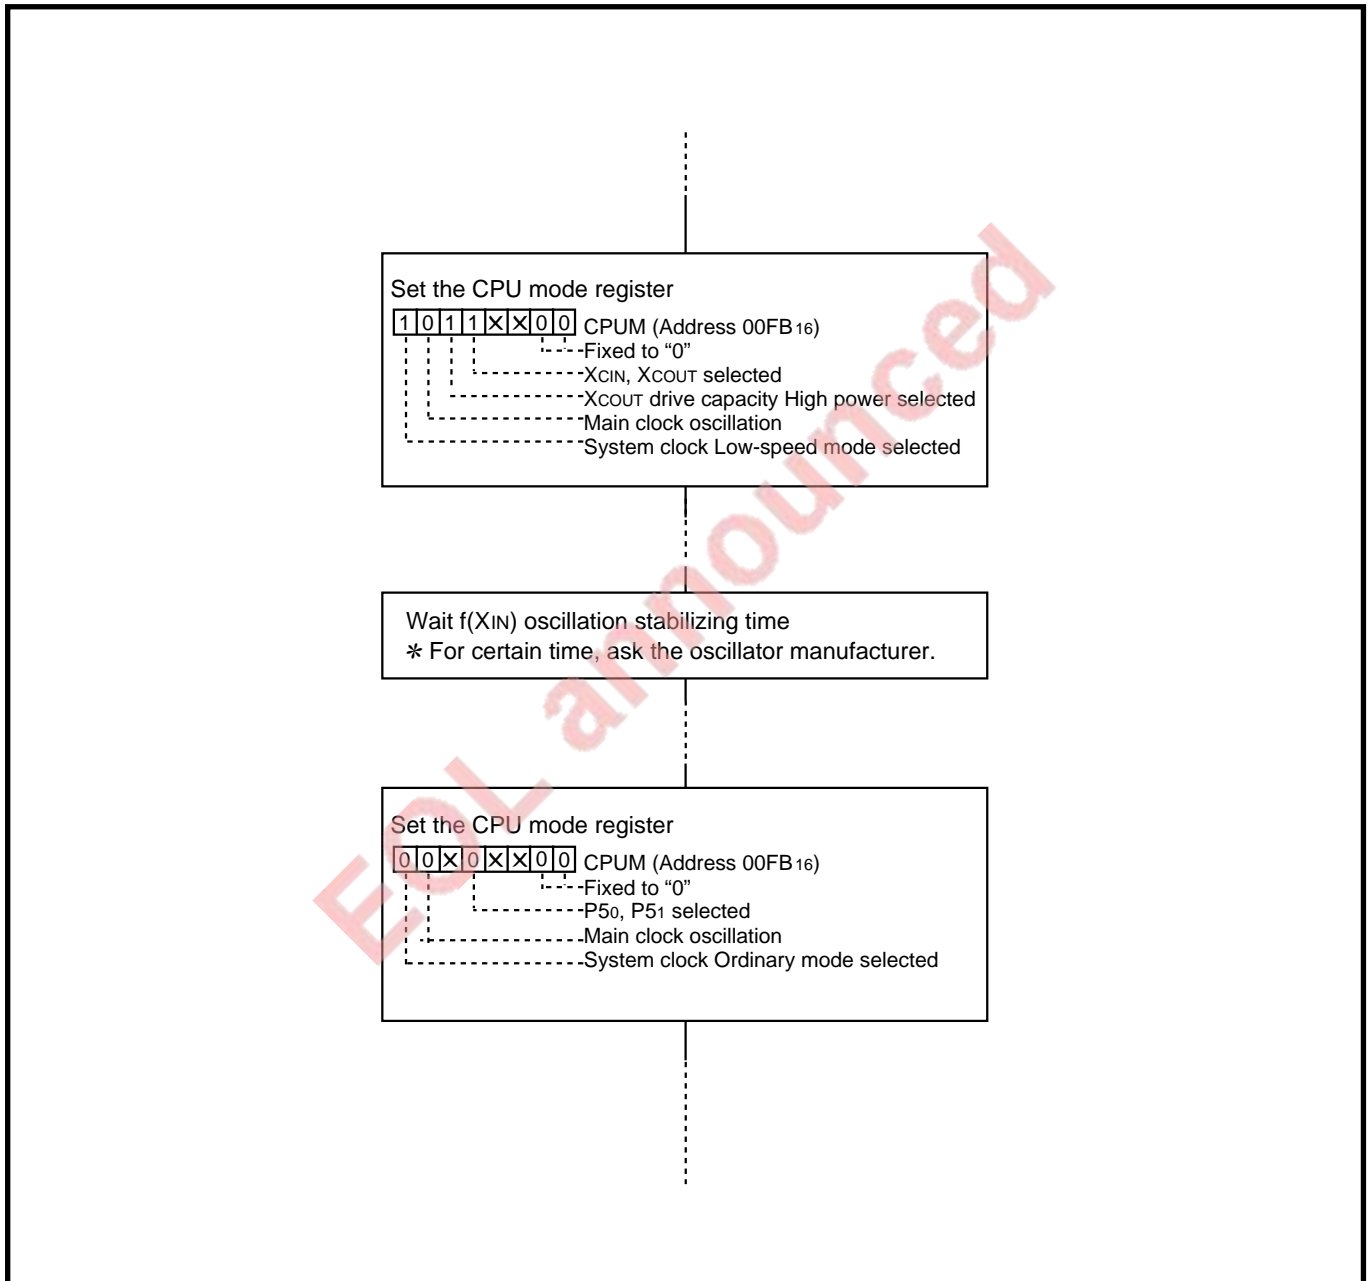 Set the CPU mode register
1 0 1 1 X X 0 0 CPUM (Address 00FB16)
Fixed to “0”
XCIN, XCOUT selected
XCOUT drive capacity High power selected
Main clock oscillation
System clock Low-speed mode selected
Wait f(XIN) oscillation stabilizing time
* For certain time, ask the oscillator manufacturer.
Set the CPU mode register
0 0 X 0 X X 0 0 CPUM (Address 00FB16)
Fixed to “0”
P50, P51 selected
Main clock oscillation
System clock Ordinary mode selected
EOL announced